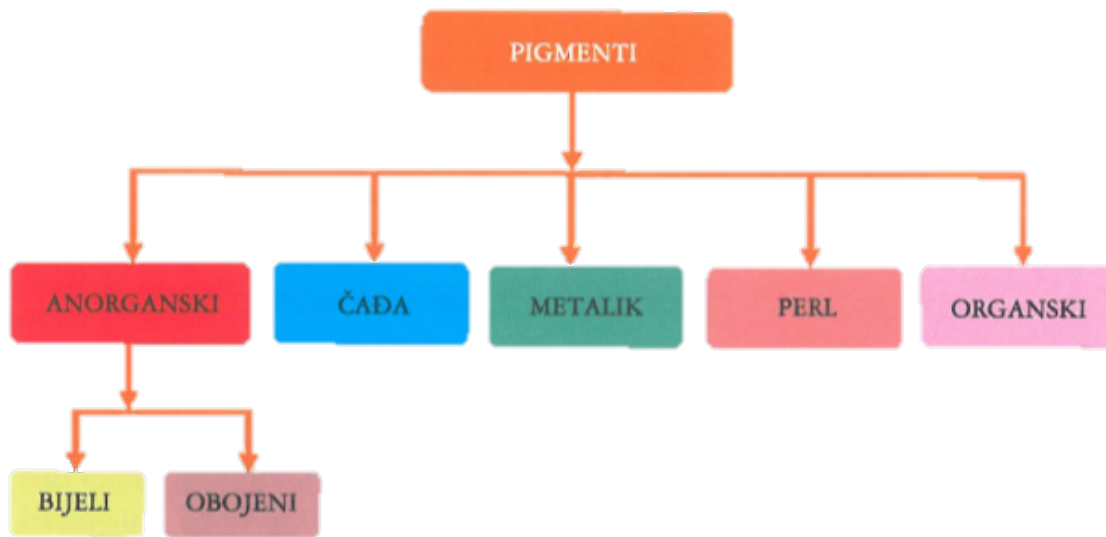 PIGMENTI
ANORGANSKI
ČAĐA
METALIK
PERL
ORGANSKI
BIJELI
OBOJENI